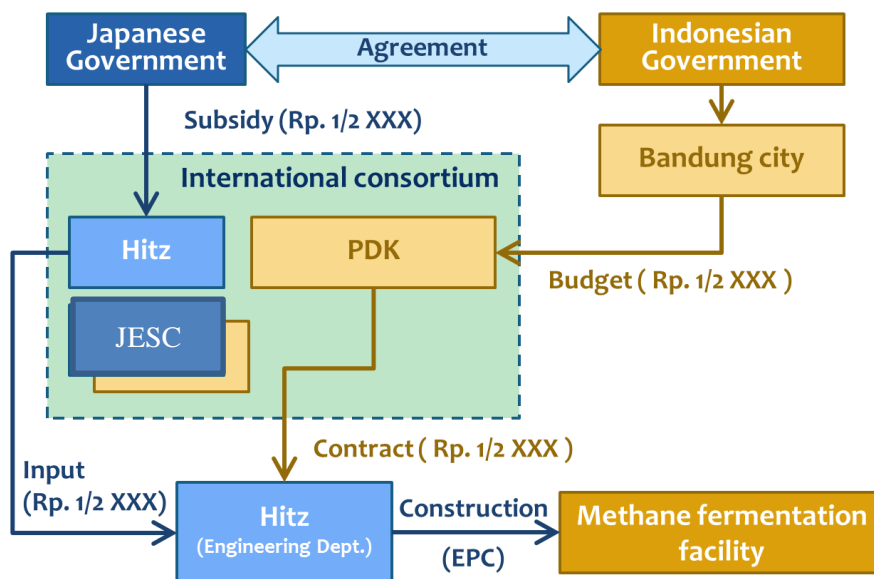 Japanese
Government
Agreement
Indonesian
Government
Subsidy (Rp. 1/2 XXX)
Bandung city
International consortium
Hitz
PDK
Budget ( Rp. 1/2 XXX )
JESC
Contract ( Rp. 1/2 XXX )
Input
(Rp. 1/2 XXX)
Hitz
(Engineering Dept.)
Construction
(EPC)
Methane fermentation
facility